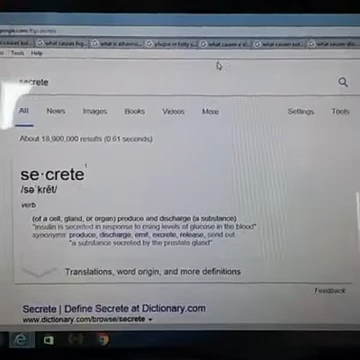 secrete
All News Images Books Videos More Settings Tools
About 18,900,000 results (0.61 seconds)
se·crete¹
/səˈkrēt/
verb
(of a cell, gland, or organ) produce and discharge (a substance)
"insulin is secreted in response to rising levels of glucose in the blood"
synonyms: produce, discharge, emit, excrete, release, send out
"a substance secreted by the prostate gland"
Translations, word origin, and more definitions
Feedback
Secrete | Define Secrete at Dictionary.com
www.dictionary.com/browse/secrete